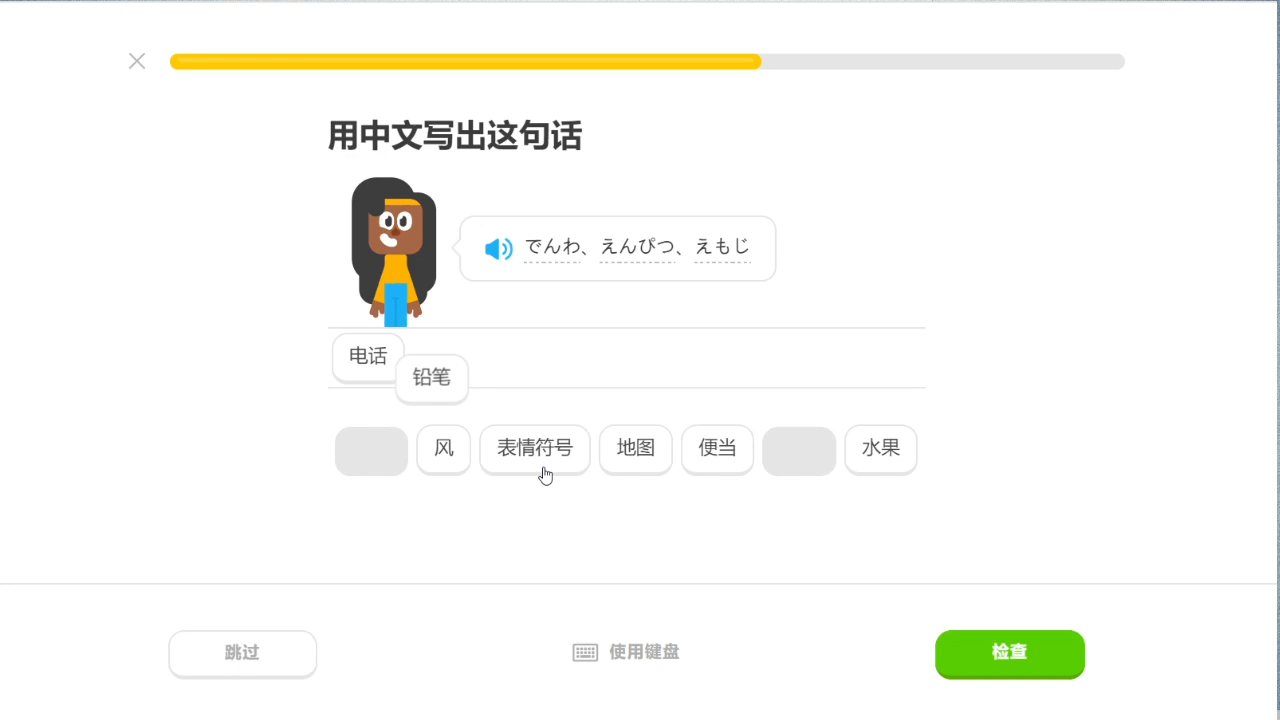 用中文写出这句话
でんわ、えんぴつ、えもじ
电话
铅笔
风 表情符号 地图 便当 水果
跳过 使用键盘 检查